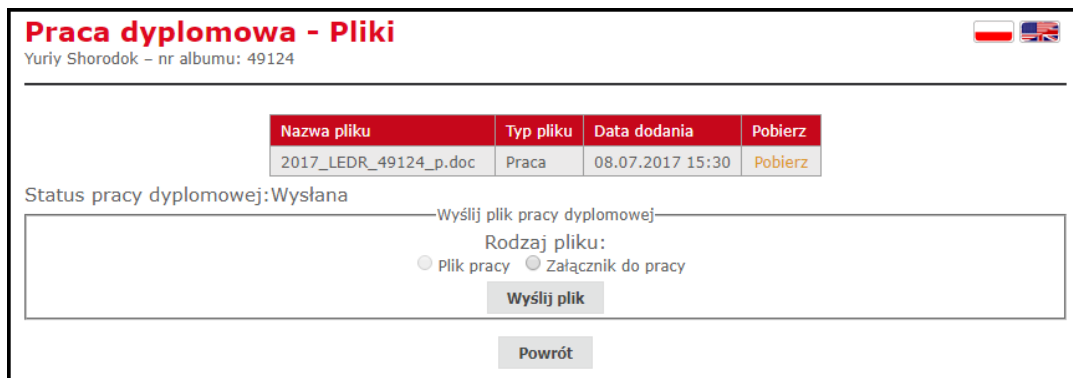 Praca dyplomowa - Pliki
Yuriy Shorodok – nr albumu: 49124
Nazwa pliku Typ pliku Data dodania Pobierz
2017_LEDR_49124_p.doc Praca 08.07.2017 15:30 Pobierz
Status pracy dyplomowej:Wysłana
Wyślij plik pracy dyplomowej
Rodzaj pliku:
Plik pracy Załącznik do pracy
Wyślij plik
Powrót